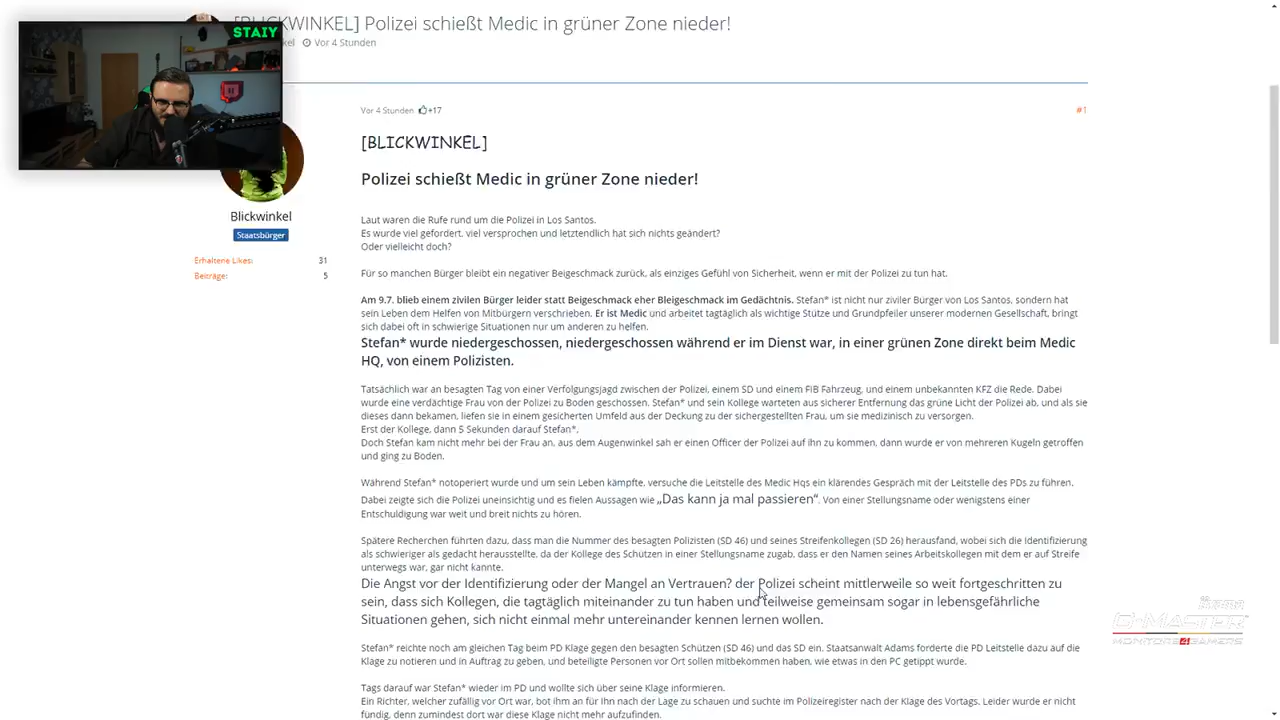 [BLICKWINKEL] Polizei schießt Medic in grüner Zone nieder!
Vor 4 Stunden
STAIY
Vor 4 Stunden +17
#1
[BLICKWINKEL]
Polizei schießt Medic in grüner Zone nieder!
Blickwinkel
Staatsbürger
Erhaltene Likes: 31
Beiträge: 5
Laut waren die Rufe rund um die Polizei in Los Santos.
Es wurde viel gefordert, viel versprochen und letztendlich hat sich nichts geändert?
Oder vielleicht doch?
Für so manchen Bürger bleibt ein negativer Beigeschmack zurück, als einziges Gefühl von Sicherheit, wenn er mit der Polizei zu tun hat.
Am 9.7. blieb einem zivilen Bürger leider statt Beigeschmack eher Bleigeschmack im Gedächtnis. Stefan* ist nicht nur ziviler Bürger von Los Santos, sondern hat
sein Leben dem Helfen von Mitbürgern verschrieben. Er ist Medic und arbeitet tagtäglich als wichtige Stütze und Grundpfeiler unserer modernen Gesellschaft, bringt
sich dabei oft in schwierige Situationen nur um anderen zu helfen.
Stefan* wurde niedergeschossen, niedergeschossen während er im Dienst war, in einer grünen Zone direkt beim Medic
HQ, von einem Polizisten.
Tatsächlich war an besagten Tag von einer Verfolgungsjagd zwischen der Polizei, einem SD und einem FIB Fahrzeug, und einem unbekannten KFZ die Rede. Dabei
wurde eine verdächtige Frau von der Polizei zu Boden geschossen. Stefan* und sein Kollege warteten aus sicherer Entfernung das grüne Licht der Polizei ab, und als sie
dieses dann bekamen, liefen sie in einem gesicherten Umfeld aus der Deckung zu der sichergestellten Frau, um sie medizinisch zu versorgen.
Erst der Kollege, dann 5 Sekunden darauf Stefan*.
Doch Stefan kam nicht mehr bei der Frau an, aus dem Augenwinkel sah er einen Officer der Polizei auf ihn zu kommen, dann wurde er von mehreren Kugeln getroffen
und ging zu Boden.
Während Stefan* notoperiert wurde und um sein Leben kämpfte, versuche die Leitstelle des Medic Hqs ein klärendes Gespräch mit der Leitstelle des PDs zu führen.
Dabei zeigte sich die Polizei uneinsichtig und es fielen Aussagen wie „Das kann ja mal passieren“. Von einer Stellungsname oder wenigstens einer
Entschuldigung war weit und breit nichts zu hören.
Spätere Recherchen führten dazu, dass man die Nummer des besagten Polizisten (SD 46) und seines Streifenkollegen (SD 26) herausfand, wobei sich die Identifizierung
als schwieriger als gedacht herausstellte, da der Kollege des Schützen in einer Stellungsname zugab, dass er den Namen seines Arbeitskollegen mit dem er auf Streife
unterwegs war, gar nicht kannte.
Die Angst vor der Identifizierung oder der Mangel an Vertrauen? der Polizei scheint mittlerweile so weit fortgeschritten zu
sein, dass sich Kollegen, die tagtäglich miteinander zu tun haben und teilweise gemeinsam sogar in lebensgefährliche
Situationen gehen, sich nicht einmal mehr untereinander kennen lernen wollen.
Stefan* reichte noch am gleichen Tag beim PD Klage gegen den besagten Schützen (SD 46) und das SD ein. Staatsanwalt Adams forderte die PD Leitstelle dazu auf die
Klage zu notieren und in Auftrag zu geben, und beteiligte Personen vor Ort sollen mitbekommen haben, wie etwas in den PC getippt wurde.
Tags darauf war Stefan* wieder im PD und wollte sich über seine Klage informieren.
Ein Richter, welcher zufällig vor Ort war, bot ihm an für ihn nach der Lage zu schauen und suchte im Polizeiregister nach der Klage des Vortags. Leider wurde er nicht
fündig, denn zumindest dort war diese Klage nicht mehr aufzufinden.
MONITORS4GAMERS